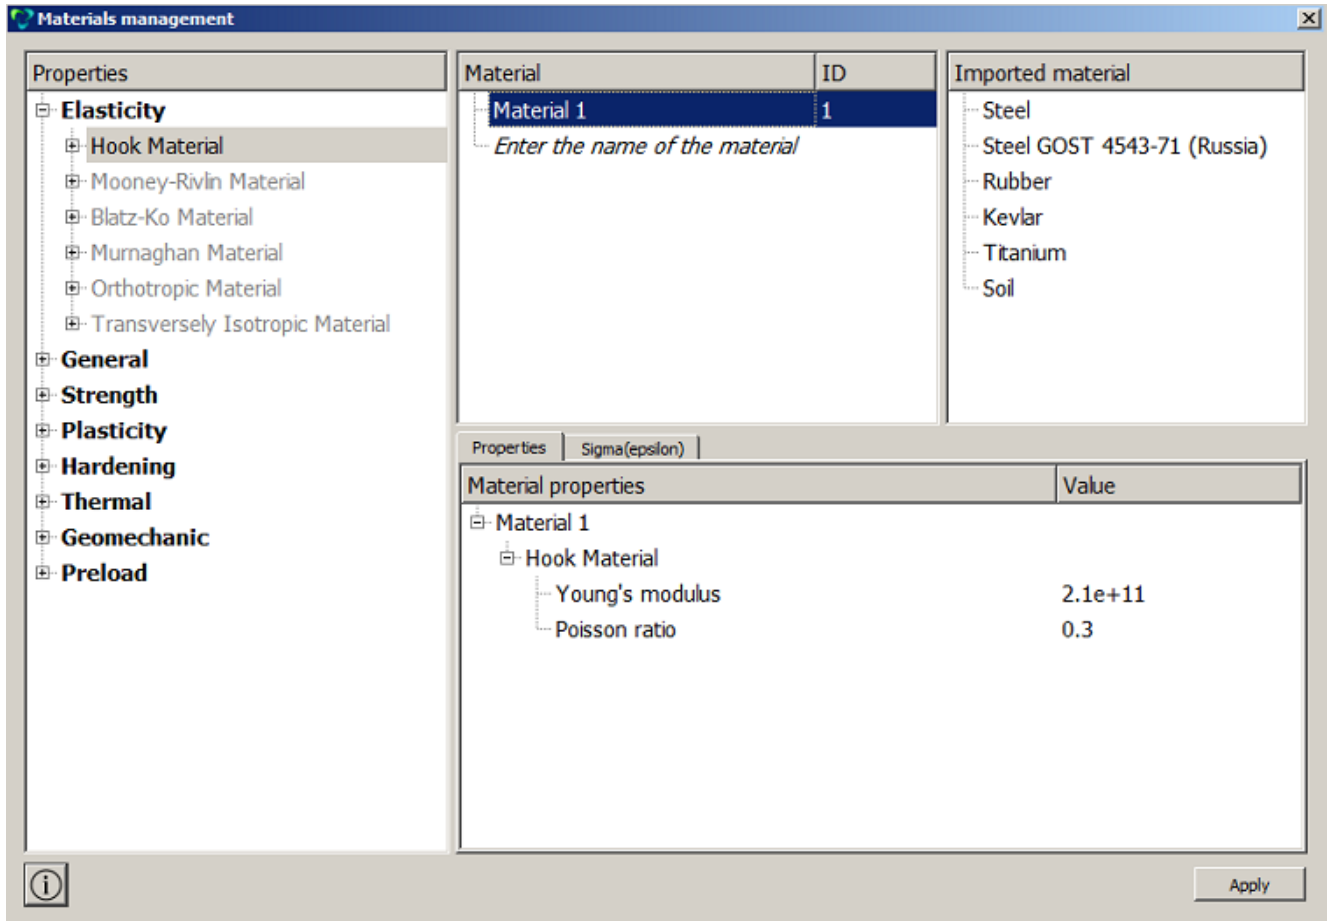 Materials management
Properties
Elasticity
Hook Material
Mooney-Rivlin Material
Blatz-Ko Material
Murnaghan Material
Orthotropic Material
Transversely Isotropic Material
General
Strength
Plasticity
Hardening
Thermal
Geomechanic
Preload
Material ID
Material 1 1
Enter the name of the material
Imported material
Steel
Steel GOST 4543-71 (Russia)
Rubber
Kevlar
Titanium
Soil
Properties Sigma(epsilon)
Material properties Value
Material 1
Hook Material
Young's modulus 2.1e+11
Poisson ratio 0.3
Apply